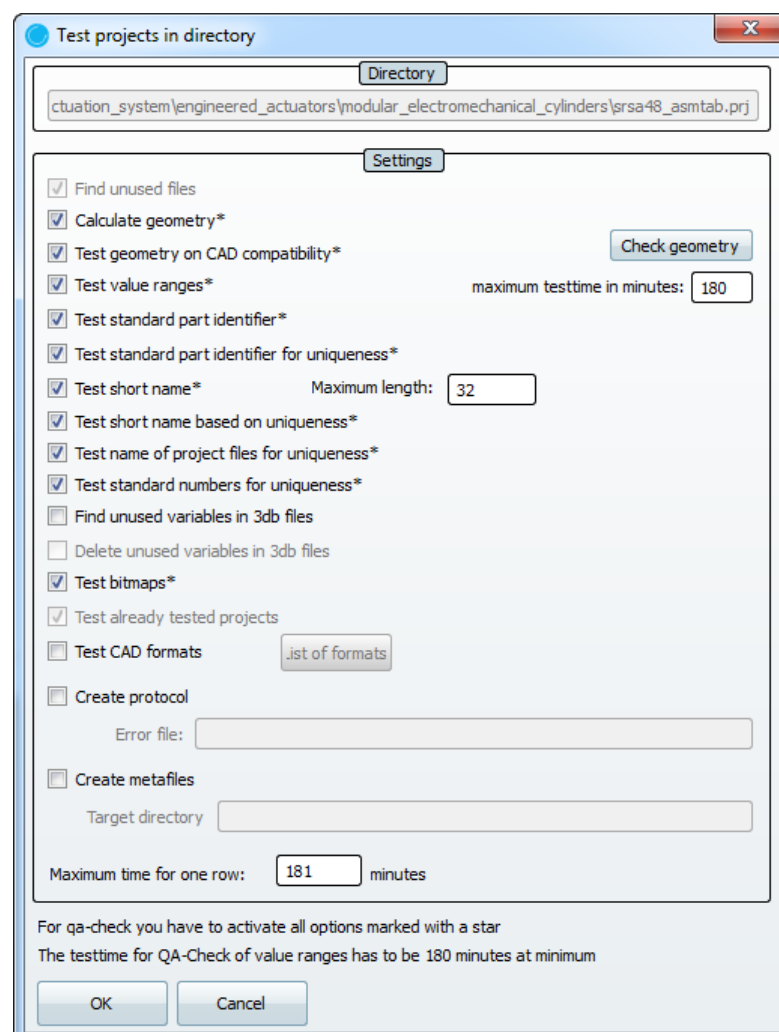 Test projects in directory
Directory
ctuation_system\engineered_actuators\modular_electromechanical_cylinders\srsa48_asmtab.prj
Settings
Find unused files
Calculate geometry*
Test geometry on CAD compatibility*
Check geometry
Test value ranges*
maximum testtime in minutes: 180
Test standard part identifier*
Test standard part identifier for uniqueness*
Test short name* Maximum length: 32
Test short name based on uniqueness*
Test name of project files for uniqueness*
Test standard numbers for uniqueness*
Find unused variables in 3db files
Delete unused variables in 3db files
Test bitmaps*
Test already tested projects
Test CAD formats .ist of formats
Create protocol
Error file:
Create metafiles
Target directory
Maximum time for one row: 181 minutes
For qa-check you have to activate all options marked with a star
The testtime for QA-Check of value ranges has to be 180 minutes at minimum
OK Cancel